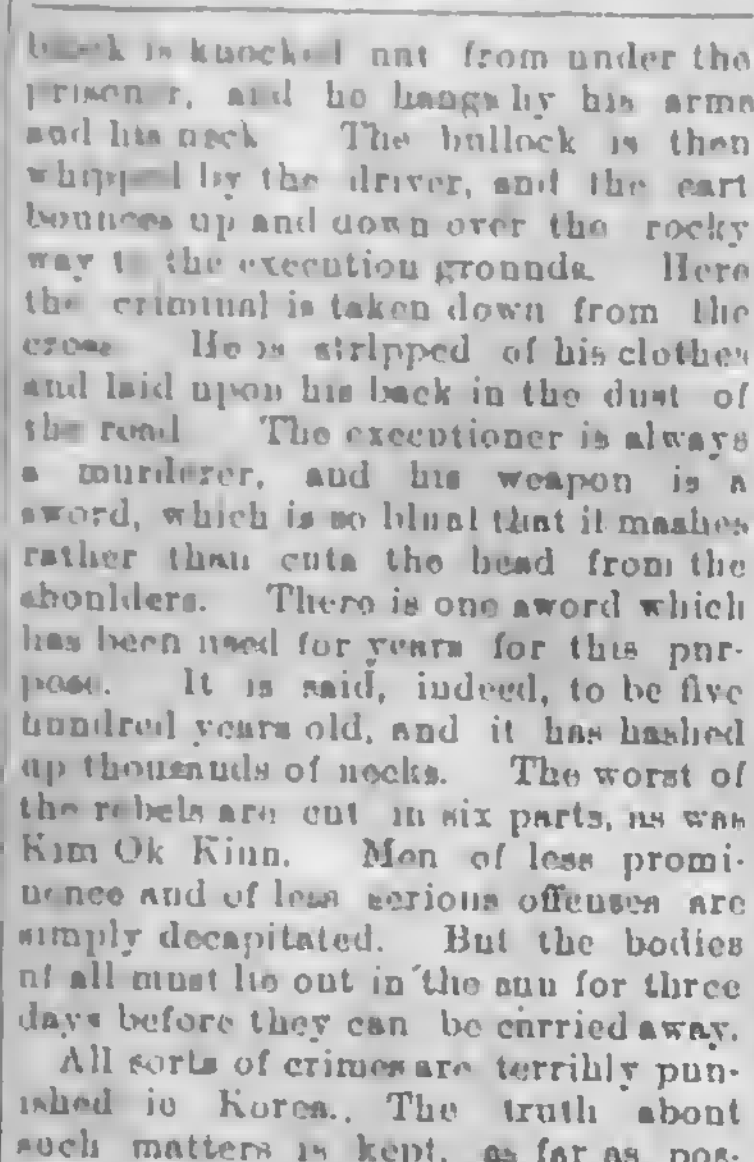 block is knocked out from under the
prisoner, and he hangs by his arms
and his neck The bullock is then
whipped by the driver, and the cart
bounces up and down over the rocky
way to the execution grounds. Here
the criminal is taken down from the
cross He is stripped of his clothes
and laid upon his back in the dust of
the road The executioner is always
a murderer, and his weapon is a
sword, which is so blunt that it mashes
rather than cuts the head from the
shoulders. There is one sword which
has been used for years for this pur-
pose. It is said, indeed, to be five
hundred years old, and it has hashed
up thousands of necks. The worst of
the rebels are cut in six parts, as was
Kim Ok Kiun. Men of less promi-
nence and of less serious offenses are
simply decapitated. But the bodies
of all must lie out in the sun for three
days before they can be carried away.
All sorts of crimes are terribly pun-
ished in Korea.. The truth about
such matters is kept, as far as pos-